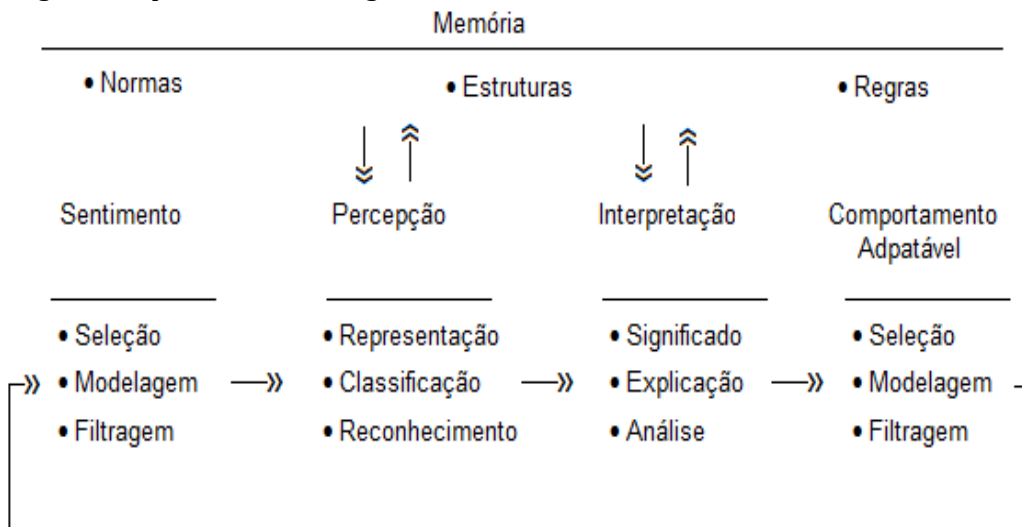 Memória
• Normas • Estruturas • Regras
Sentimento Percepção Interpretação Comportamento
Adpatável
• Seleção • Representação • Significado • Seleção
• Modelagem • Classificação • Explicação • Modelagem
• Filtragem • Reconhecimento • Análise • Filtragem